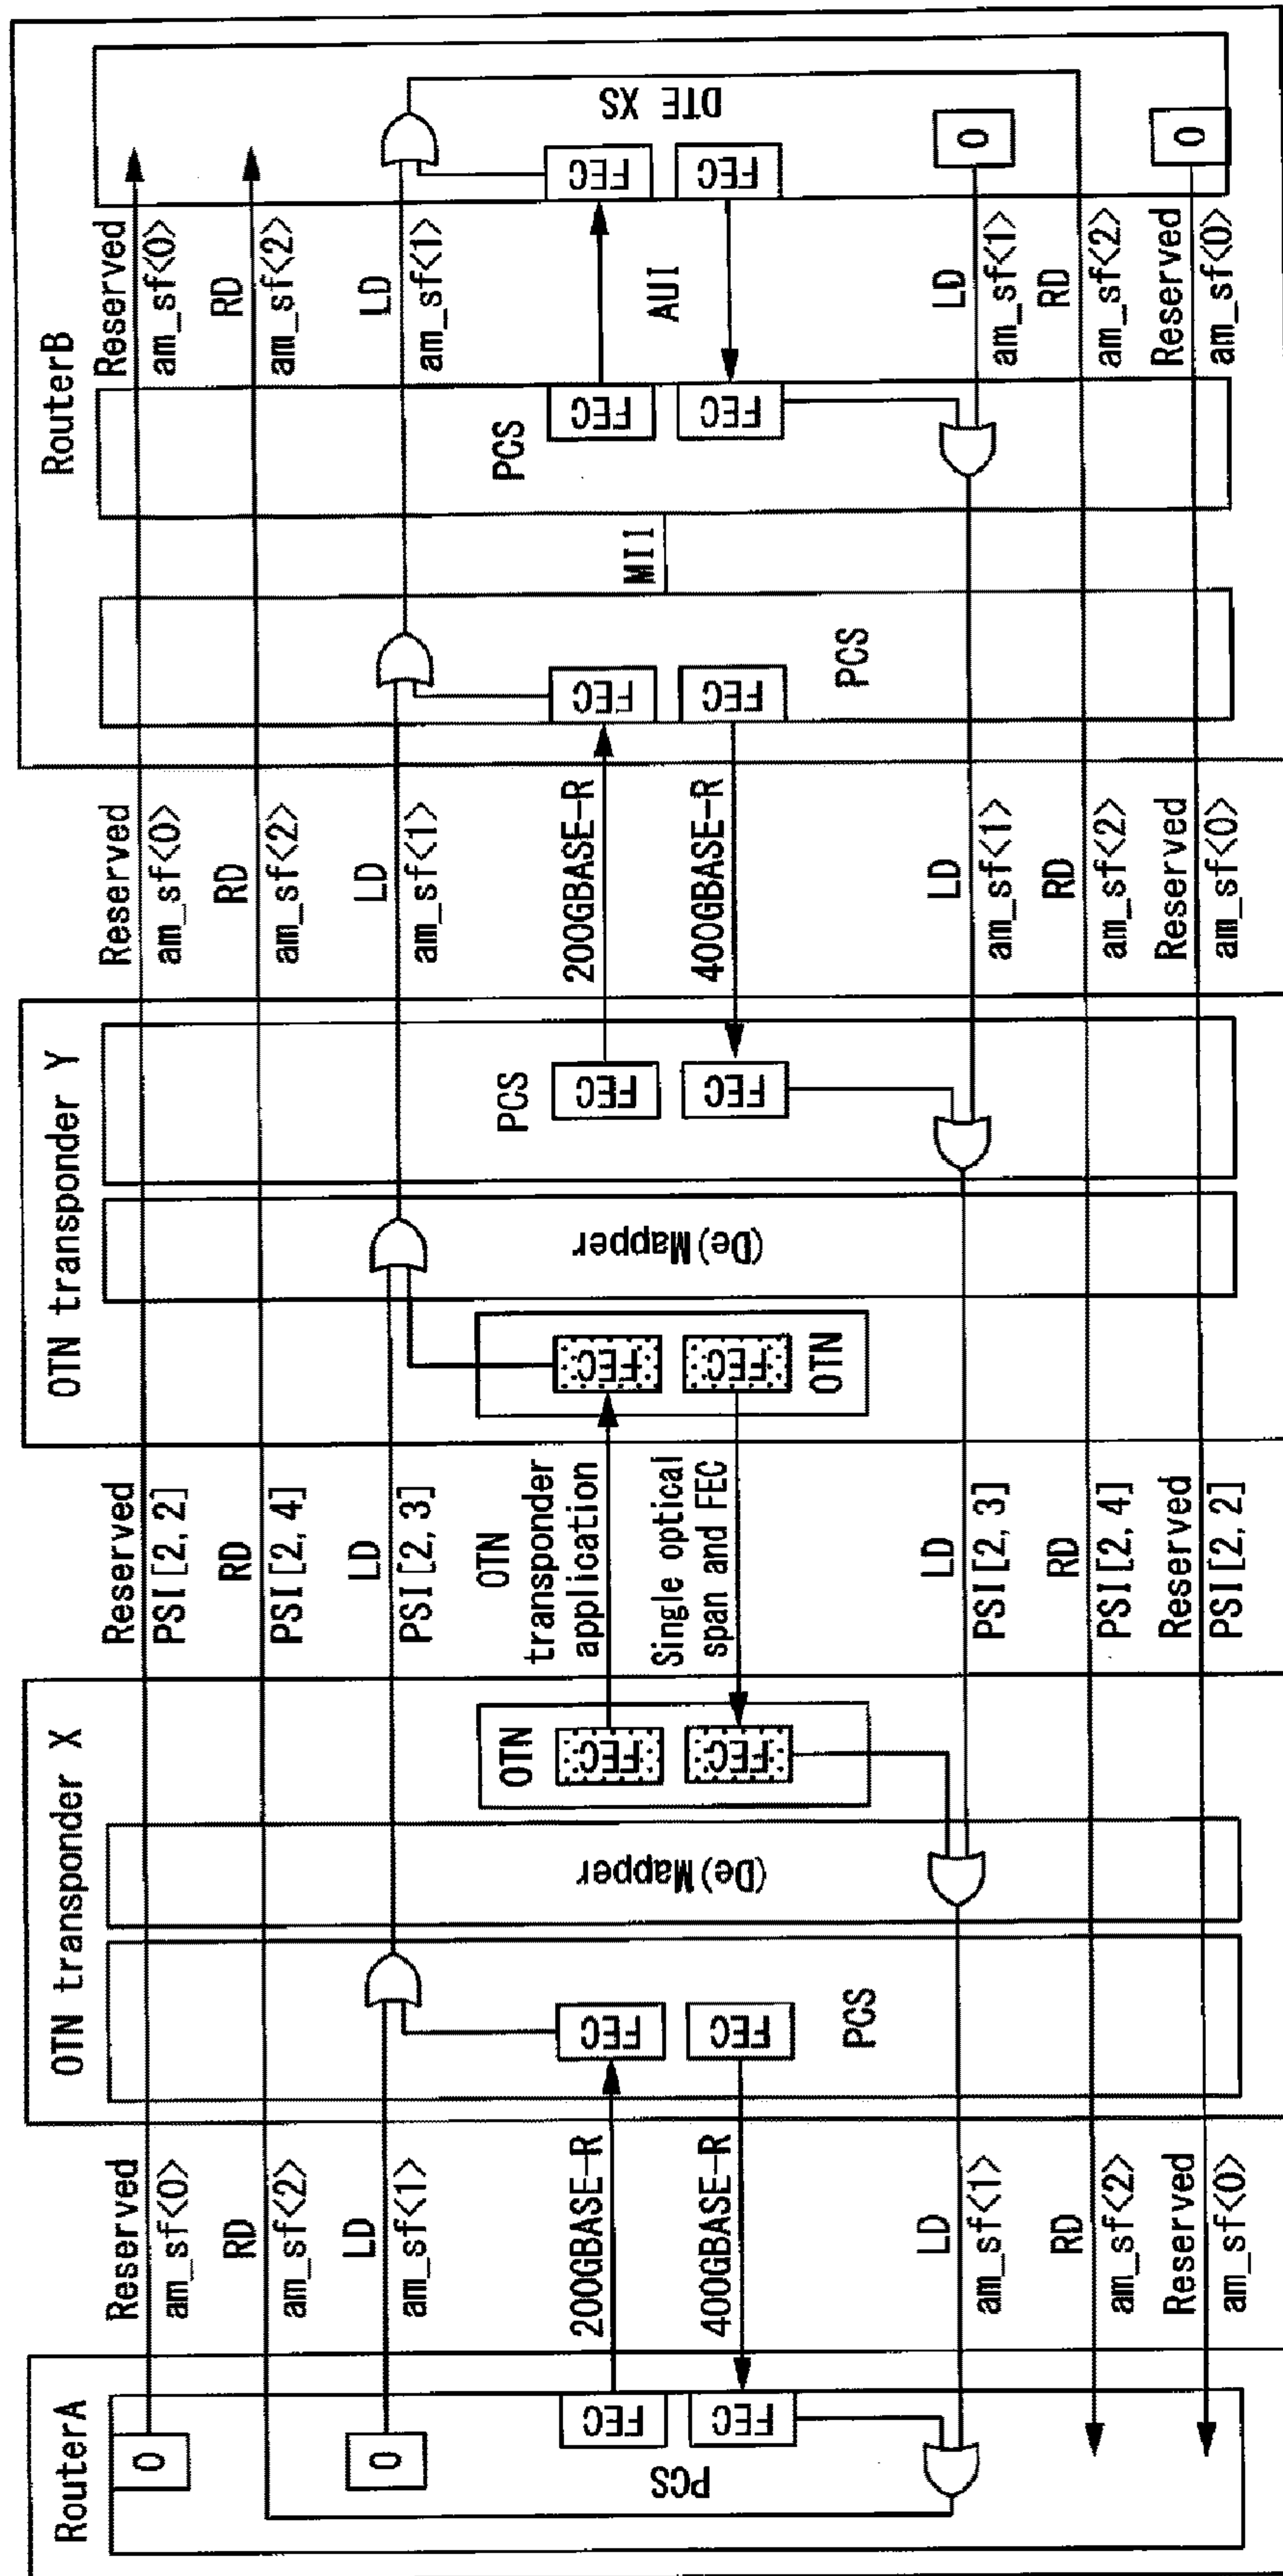 RouterA
0
0
FEC
FEC
PCS
Reserved
am_sf<0>
RD
am_sf<2>
LD
am_sf<1>
200GBASE-R
400GBASE-R
LD
am_sf<1>
RD
am_sf<2>
Reserved
am_sf<0>
OTN transponder X
FEC
FEC
PCS
(De)Mapper
OTN
FEC
FEC
Reserved
PSI[2,2]
RD
PSI[2,4]
LD
PSI[2,3]
OTN
transponder
application
Single optical
span and FEC
LD
PSI[2,3]
RD
PSI[2,4]
Reserved
PSI[2,2]
OTN transponder Y
FEC
FEC
OTN
(De)Mapper
PCS
FEC
FEC
Reserved
am_sf<0>
RD
am_sf<2>
LD
am_sf<1>
200GBASE-R
400GBASE-R
LD
am_sf<1>
RD
am_sf<2>
Reserved
am_sf<0>
RouterB
FEC
FEC
PCS
MII
PCS
FEC
FEC
Reserved
am_sf<0>
RD
am_sf<2>
LD
am_sf<1>
AUI
LD
am_sf<1>
RD
am_sf<2>
Reserved
am_sf<0>
FEC
FEC
DTE XS
0
0